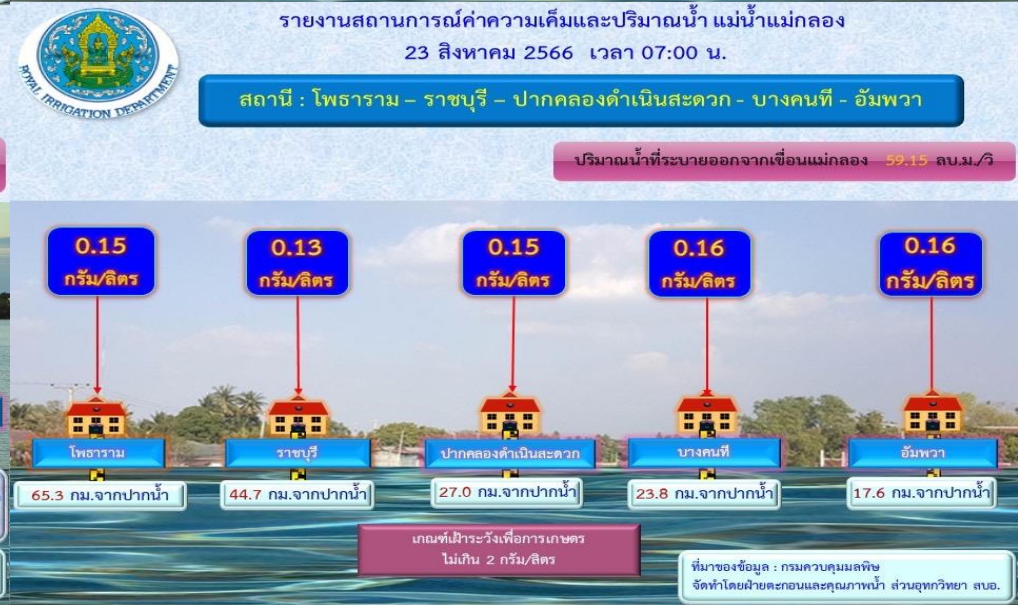 รายงานสถานการณ์ค่าความเค็มและปริมาณน้ำ แม่น้ำแม่กลอง
23 สิงหาคม 2566 เวลา 07:00 น.
ROYAL IRRIGATION DEPARTMENT
สถานี : โพธาราม – ราชบุรี – ปากคลองดำเนินสะดวก - บางคนที - อัมพวา
ปริมาณน้ำที่ระบายออกจากเขื่อนแม่กลอง 59.15 ลบ.ม./วิ
0.15
กรัม/ลิตร
0.13
กรัม/ลิตร
0.15
กรัม/ลิตร
0.16
กรัม/ลิตร
0.16
กรัม/ลิตร
โพธาราม
ราชบุรี
ปากคลองดำเนินสะดวก
บางคนที
อัมพวา
65.3 กม.จากปากน้ำ
44.7 กม.จากปากน้ำ
27.0 กม.จากปากน้ำ
23.8 กม.จากปากน้ำ
17.6 กม.จากปากน้ำ
เกณฑ์เฝ้าระวังเพื่อการเกษตร
ไม่เกิน 2 กรัม/ลิตร
ที่มาของข้อมูล : กรมควบคุมมลพิษ
จัดทำโดยฝ่ายตะกอนและคุณภาพน้ำ ส่วนอุทกวิทยา สบอ.